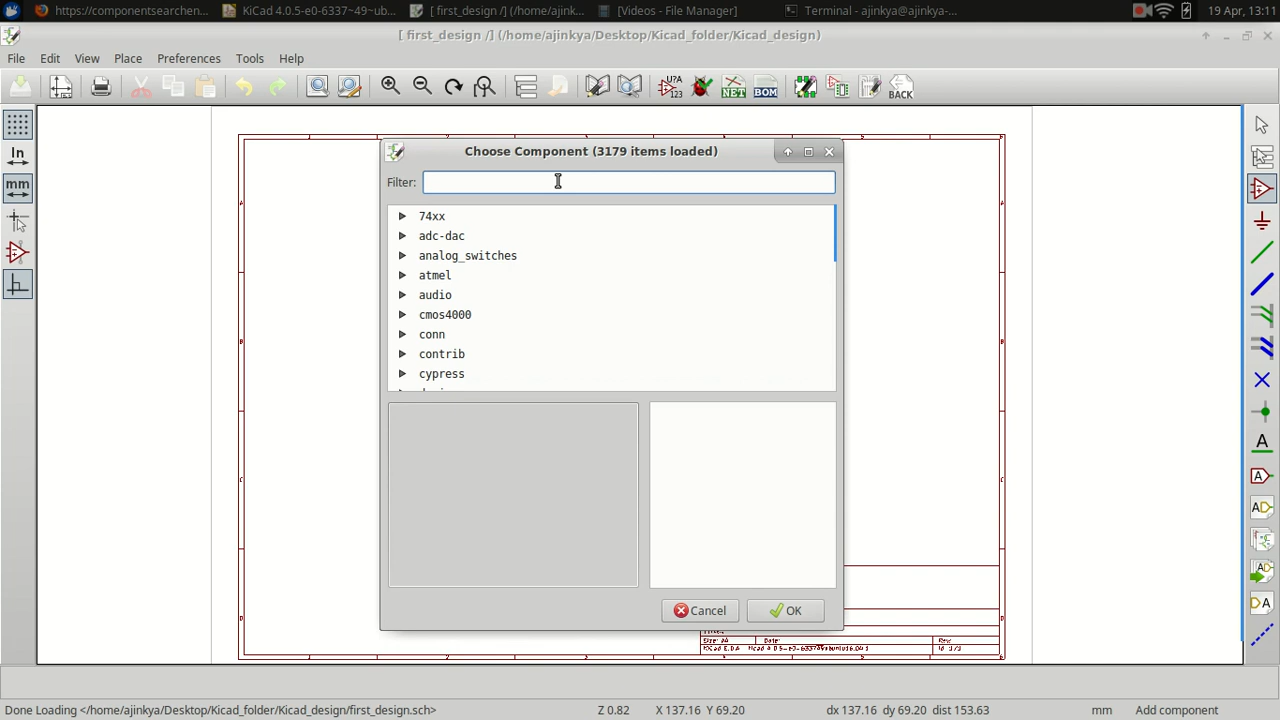 https://componentsearchen... KiCad 4.0.5-e0-6337~49~ub... [ first_design /] (/home/ajink... [Videos - File Manager] Terminal - ajinkya@ajinkya-... 19 Apr, 13:11
[ first_design /] (/home/ajinkya/Desktop/Kicad_folder/Kicad_design)
File Edit View Place Preferences Tools Help
U?A 123 NET BOM BACK
In
mm
Choose Component (3179 items loaded)
Filter:
74xx
adc-dac
analog_switches
atmel
audio
cmos4000
conn
contrib
cypress
Cancel OK
Done Loading </home/ajinkya/Desktop/Kicad_folder/Kicad_design/first_design.sch> Z 0.82 X 137.16 Y 69.20 dx 137.16 dy 69.20 dist 153.63 mm Add component